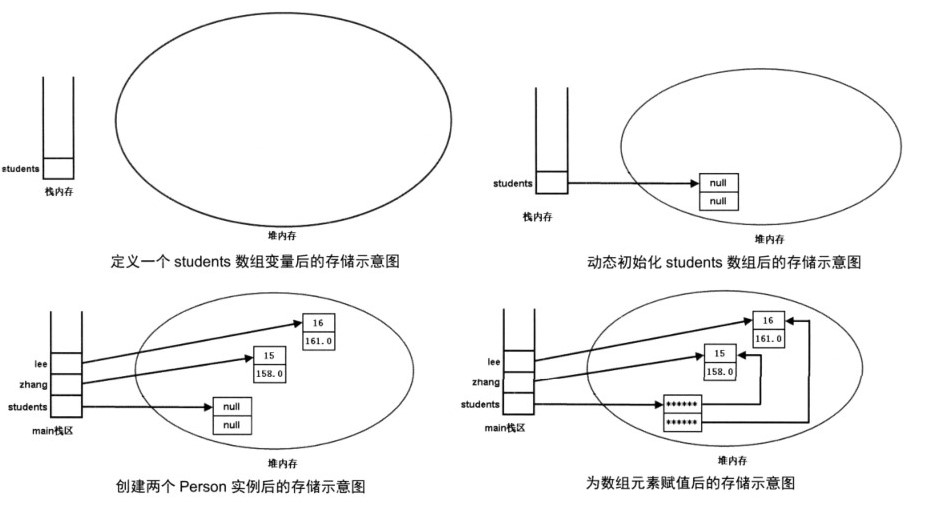 students
栈内存
堆内存
定义一个 students 数组变量后的存储示意图
students
null
null
栈内存
堆内存
动态初始化 students 数组后的存储示意图
16
161.0
15
158.0
lee
zhang
students
null
null
main栈区
堆内存
创建两个 Person 实例后的存储示意图
16
161.0
15
158.0
lee
zhang
students
******
******
main栈区
堆内存
为数组元素赋值后的存储示意图